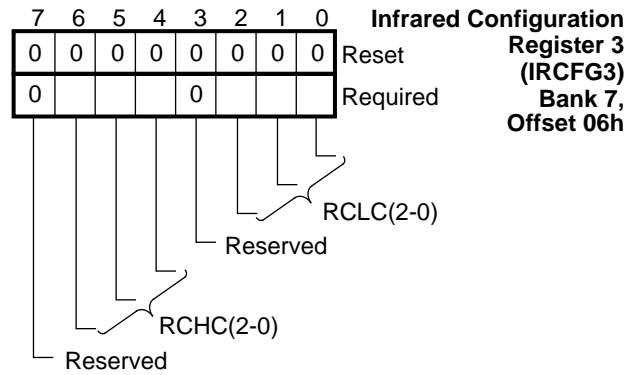 7 6 5 4 3 2 1 0
Infrared Configuration
Register 3
(IRCFG3)
Bank 7,
Offset 06h
0 0 0 0 0 0 0 0 Reset
0 0 Required
RCLC(2-0)
Reserved
RCHC(2-0)
Reserved